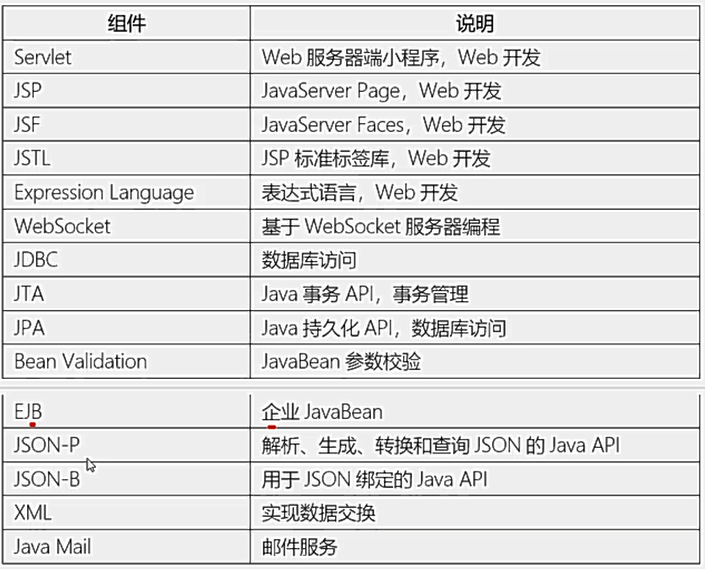 组件 说明
Servlet Web 服务器端小程序，Web 开发
JSP JavaServer Page，Web 开发
JSF JavaServer Faces，Web 开发
JSTL JSP 标准标签库，Web 开发
Expression Language 表达式语言，Web 开发
WebSocket 基于 WebSocket 服务器编程
JDBC 数据库访问
JTA Java 事务 API，事务管理
JPA Java 持久化 API，数据库访问
Bean Validation JavaBean 参数校验
EJB 企业 JavaBean
JSON-P 解析、生成、转换和查询 JSON 的 Java API
JSON-B 用于 JSON 绑定的 Java API
XML 实现数据交换
Java Mail 邮件服务